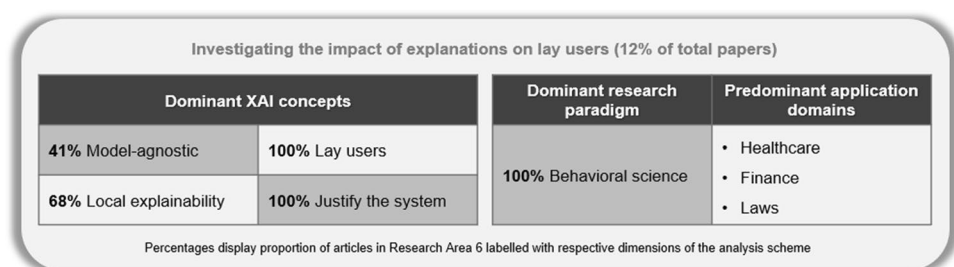 Investigating the impact of explanations on lay users (12% of total papers)
Dominant XAI concepts
Dominant research
paradigm
Predominant application
domains
41% Model-agnostic
100% Lay users
68% Local explainability
100% Justify the system
100% Behavioral science
• Healthcare
• Finance
• Laws
Percentages display proportion of articles in Research Area 6 labelled with respective dimensions of the analysis scheme